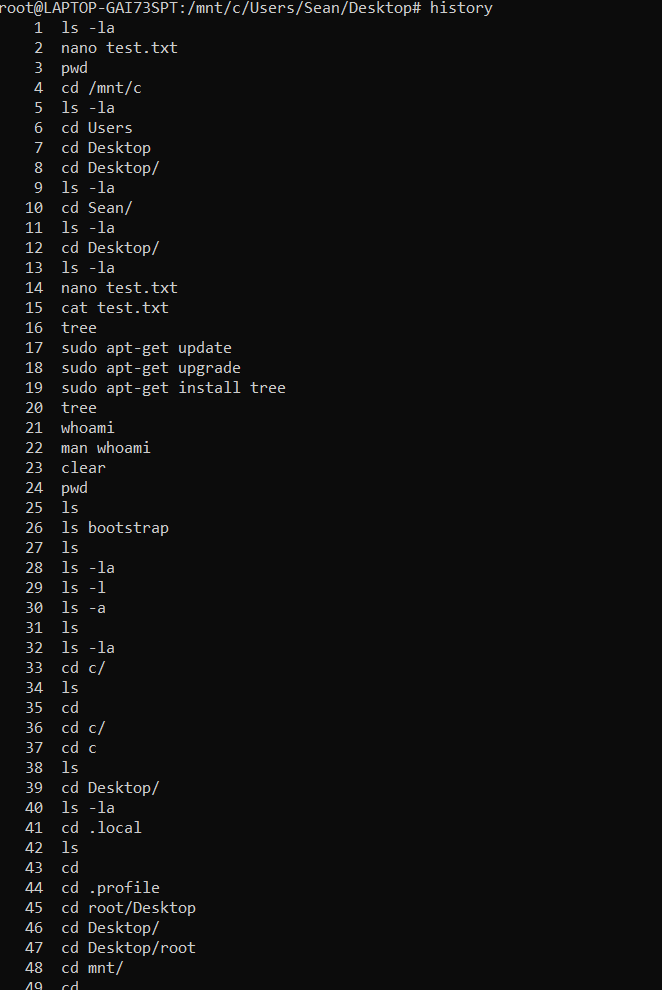 root@LAPTOP-GAI73SPT:/mnt/c/Users/Sean/Desktop# history
1 ls -la
2 nano test.txt
3 pwd
4 cd /mnt/c
5 ls -la
6 cd Users
7 cd Desktop
8 cd Desktop/
9 ls -la
10 cd Sean/
11 ls -la
12 cd Desktop/
13 ls -la
14 nano test.txt
15 cat test.txt
16 tree
17 sudo apt-get update
18 sudo apt-get upgrade
19 sudo apt-get install tree
20 tree
21 whoami
22 man whoami
23 clear
24 pwd
25 ls
26 ls bootstrap
27 ls
28 ls -la
29 ls -l
30 ls -a
31 ls
32 ls -la
33 cd c/
34 ls
35 cd
36 cd c/
37 cd c
38 ls
39 cd Desktop/
40 ls -la
41 cd .local
42 ls
43 cd
44 cd .profile
45 cd root/Desktop
46 cd Desktop/
47 cd Desktop/root
48 cd mnt/
49 cd